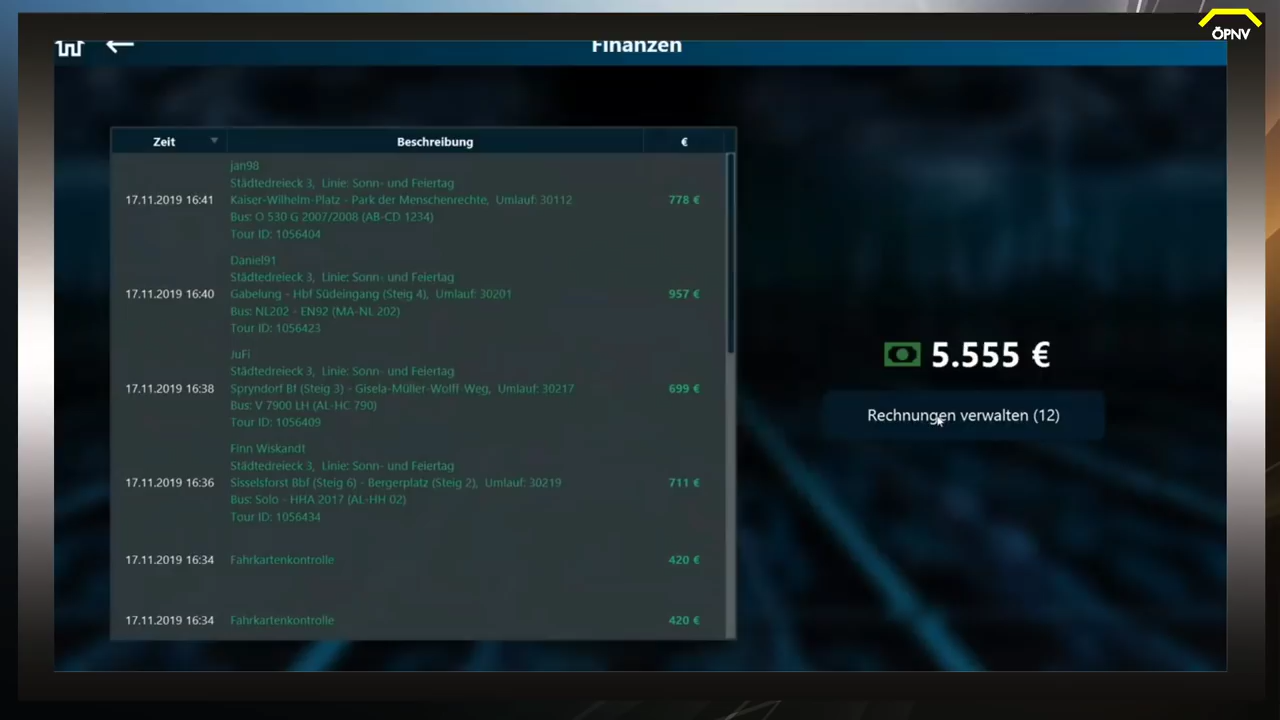 ÖPNV
Finanzen
Zeit Beschreibung €
jan98
Städtedreieck 3, Linie: Sonn- und Feiertag
17.11.2019 16:41 Kaiser-Wilhelm-Platz - Park der Menschenrechte, Umlauf: 30112 778 €
Bus: O 530 G 2007/2008 (AB-CD 1234)
Tour ID: 1056404
Daniel91
Städtedreieck 3, Linie: Sonn- und Feiertag
17.11.2019 16:40 Gabelung - Hbf Südeingang (Steig 4), Umlauf: 30201 957 €
Bus: NL202 - EN92 (MA-NL 202)
Tour ID: 1056423
JuFi
Städtedreieck 3, Linie: Sonn- und Feiertag
17.11.2019 16:38 Spryndorf Bf (Steig 3) - Gisela-Müller-Wolff-Weg, Umlauf: 30217 699 €
Bus: V 7900 LH (AL-HC 790)
Tour ID: 1056409
Finn Wiskandt
Städtedreieck 3, Linie: Sonn- und Feiertag
17.11.2019 16:36 Sisselsforst Bbf (Steig 6) - Bergerplatz (Steig 2), Umlauf: 30219 711 €
Bus: Solo - HHA 2017 (AL-HH 02)
Tour ID: 1056434
17.11.2019 16:34 Fahrkartenkontrolle 420 €
17.11.2019 16:34 Fahrkartenkontrolle 420 €
5.555 €
Rechnungen verwalten (12)